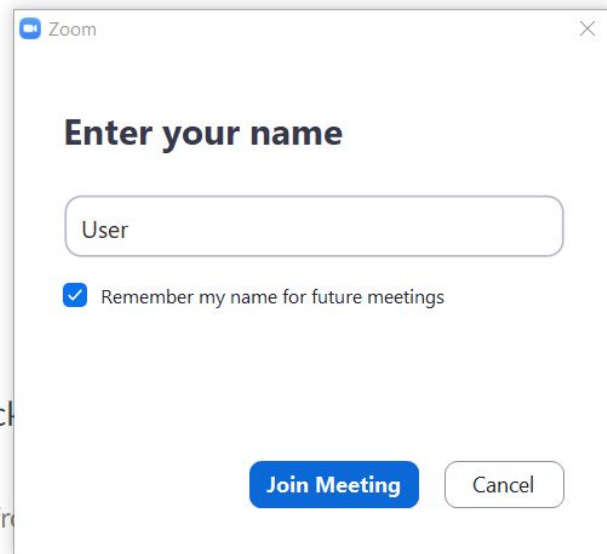 Zoom
Enter your name
User
Remember my name for future meetings
Join Meeting
Cancel